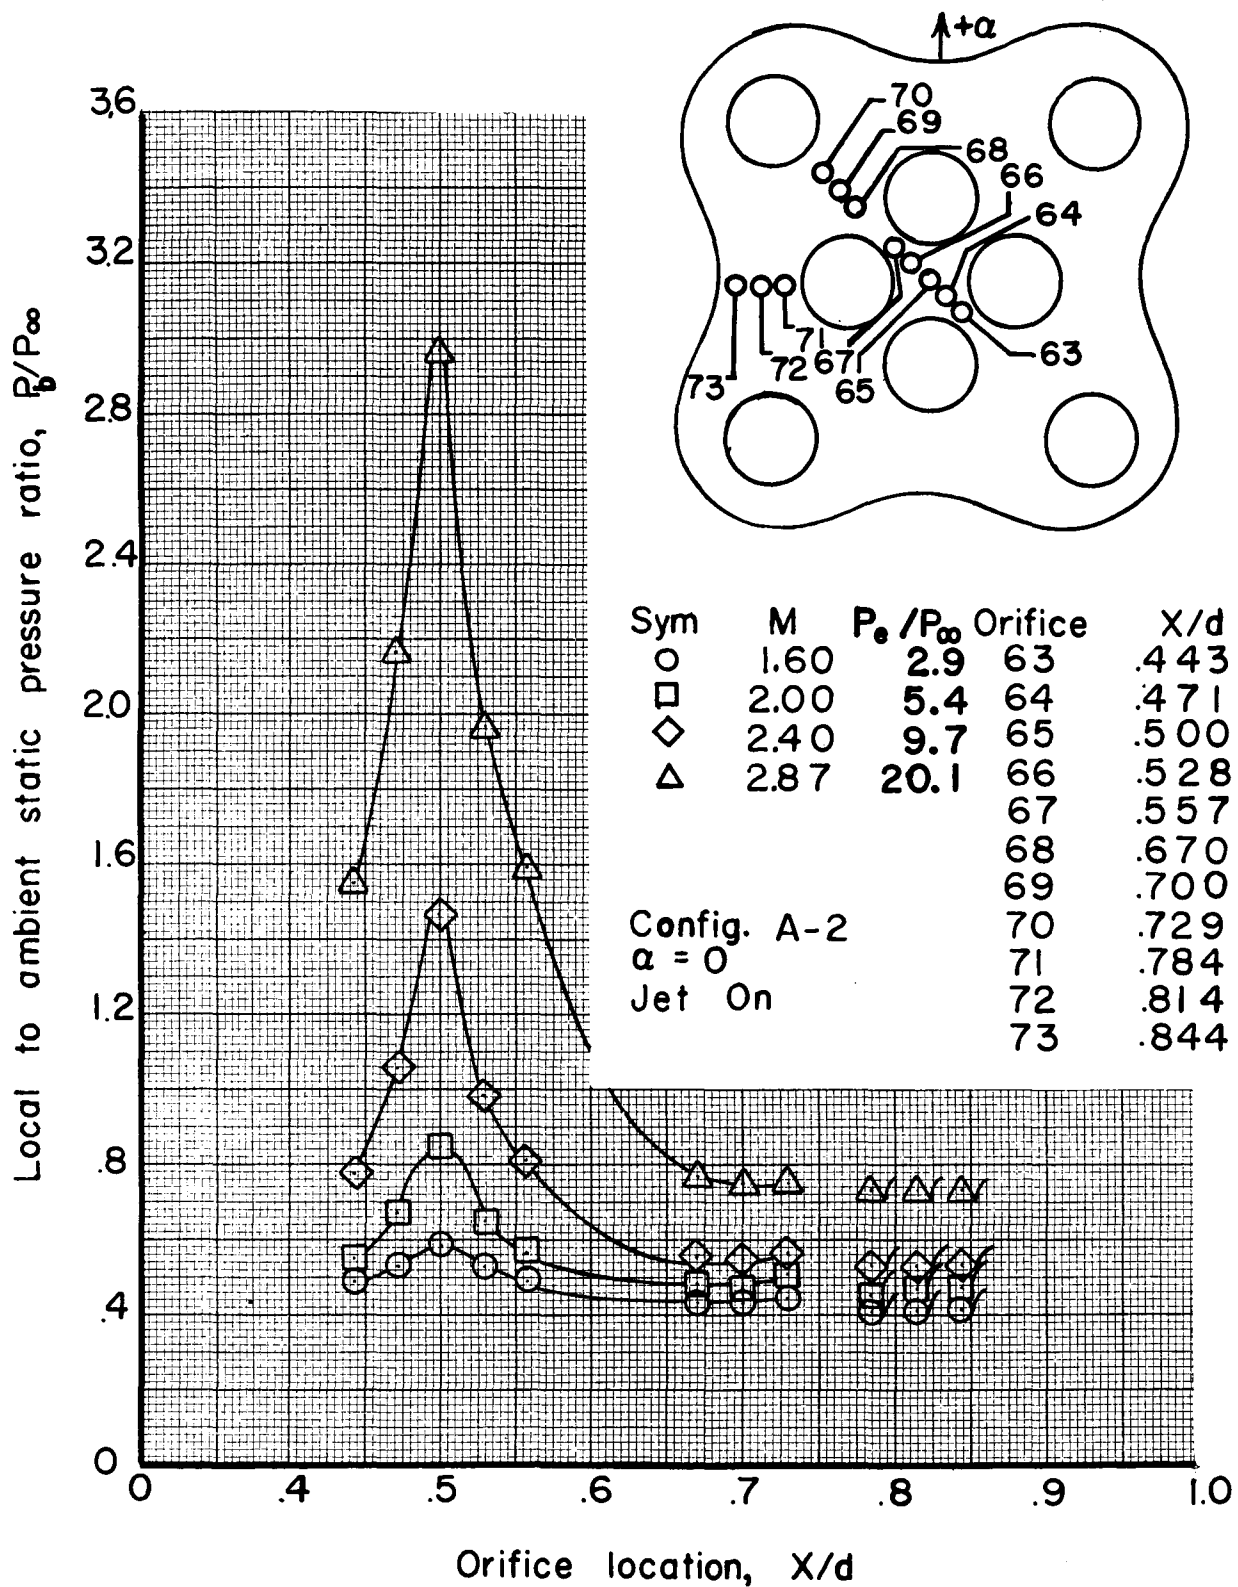 +α
70
69
68
66
64
71
72
67
63
73
65
Local to ambient static pressure ratio, Pb/P∞
3.6
3.2
2.8
2.4
2.0
1.6
1.2
.8
.4
0
Sym M Pe/P∞ Orifice X/d
○ 1.60 2.9 63 .443
□ 2.00 5.4 64 .471
◇ 2.40 9.7 65 .500
△ 2.87 20.1 66 .528
67 .557
68 .670
69 .700
Config. A-2 70 .729
α = 0 71 .784
Jet On 72 .814
73 .844
0 .4 .5 .6 .7 .8 .9 1.0
Orifice location, X/d